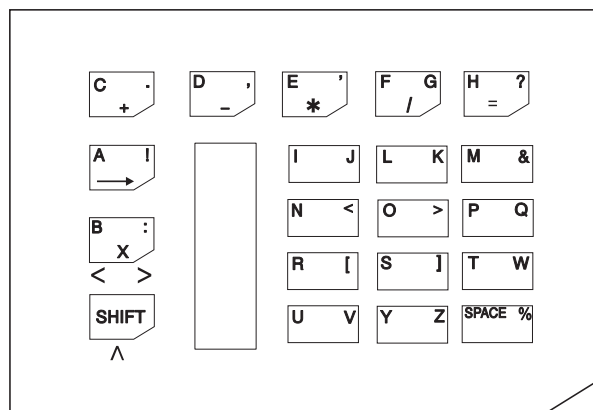 C .
+
D ,
–
E '
*
F G
/
H ?
=
A !
→
I J
L K
M &
B :
X
N <
O >
P Q
< >
R [
S ]
T W
SHIFT
U V
Y Z
SPACE %
^